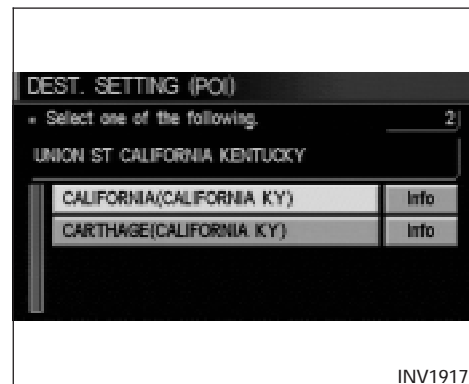 DEST. SETTING (POI)
Select one of the following. 2
UNION ST CALIFORNIA KENTUCKY
CALIFORNIA(CALIFORNIA KY) Info
CARTHAGE(CALIFORNIA KY) Info
INV1917